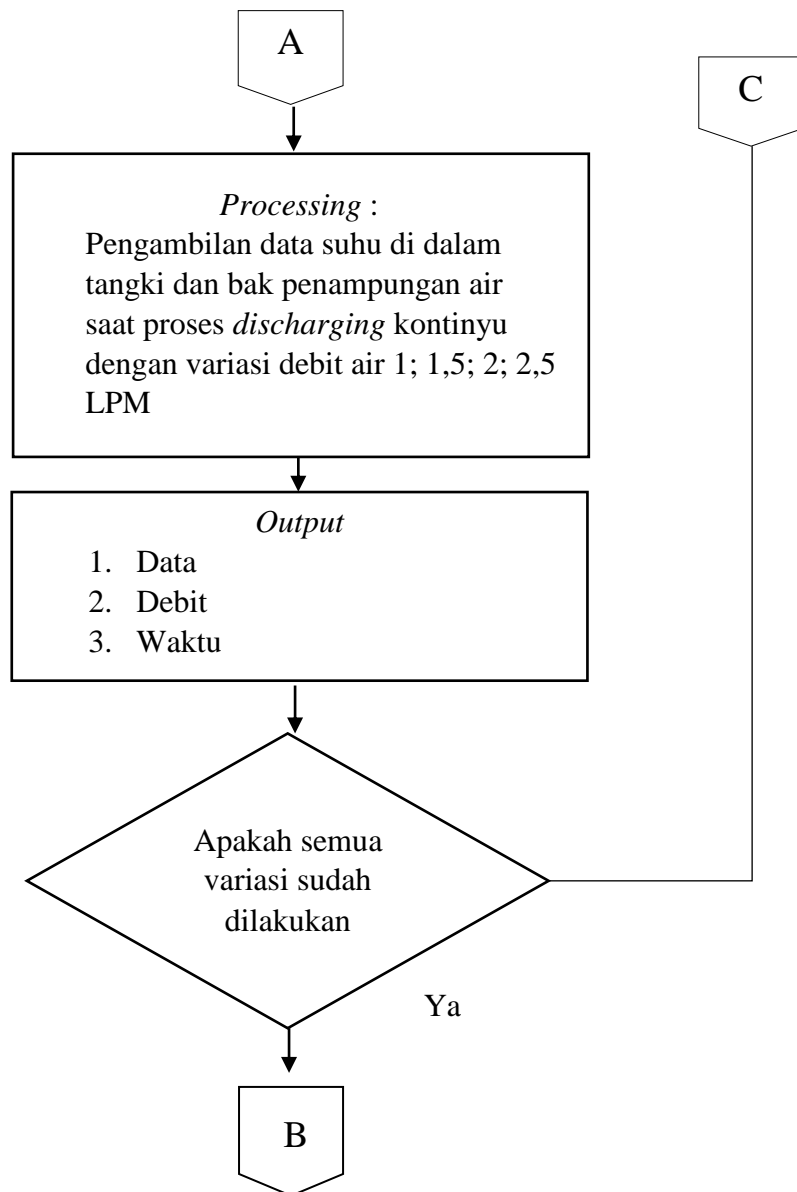 A
C
Processing :
Pengambilan data suhu di dalam
tangki dan bak penampungan air
saat proses discharging kontinyu
dengan variasi debit air 1; 1,5; 2; 2,5
LPM
Output
1. Data
2. Debit
3. Waktu
Apakah semua
variasi sudah
dilakukan
Ya
B